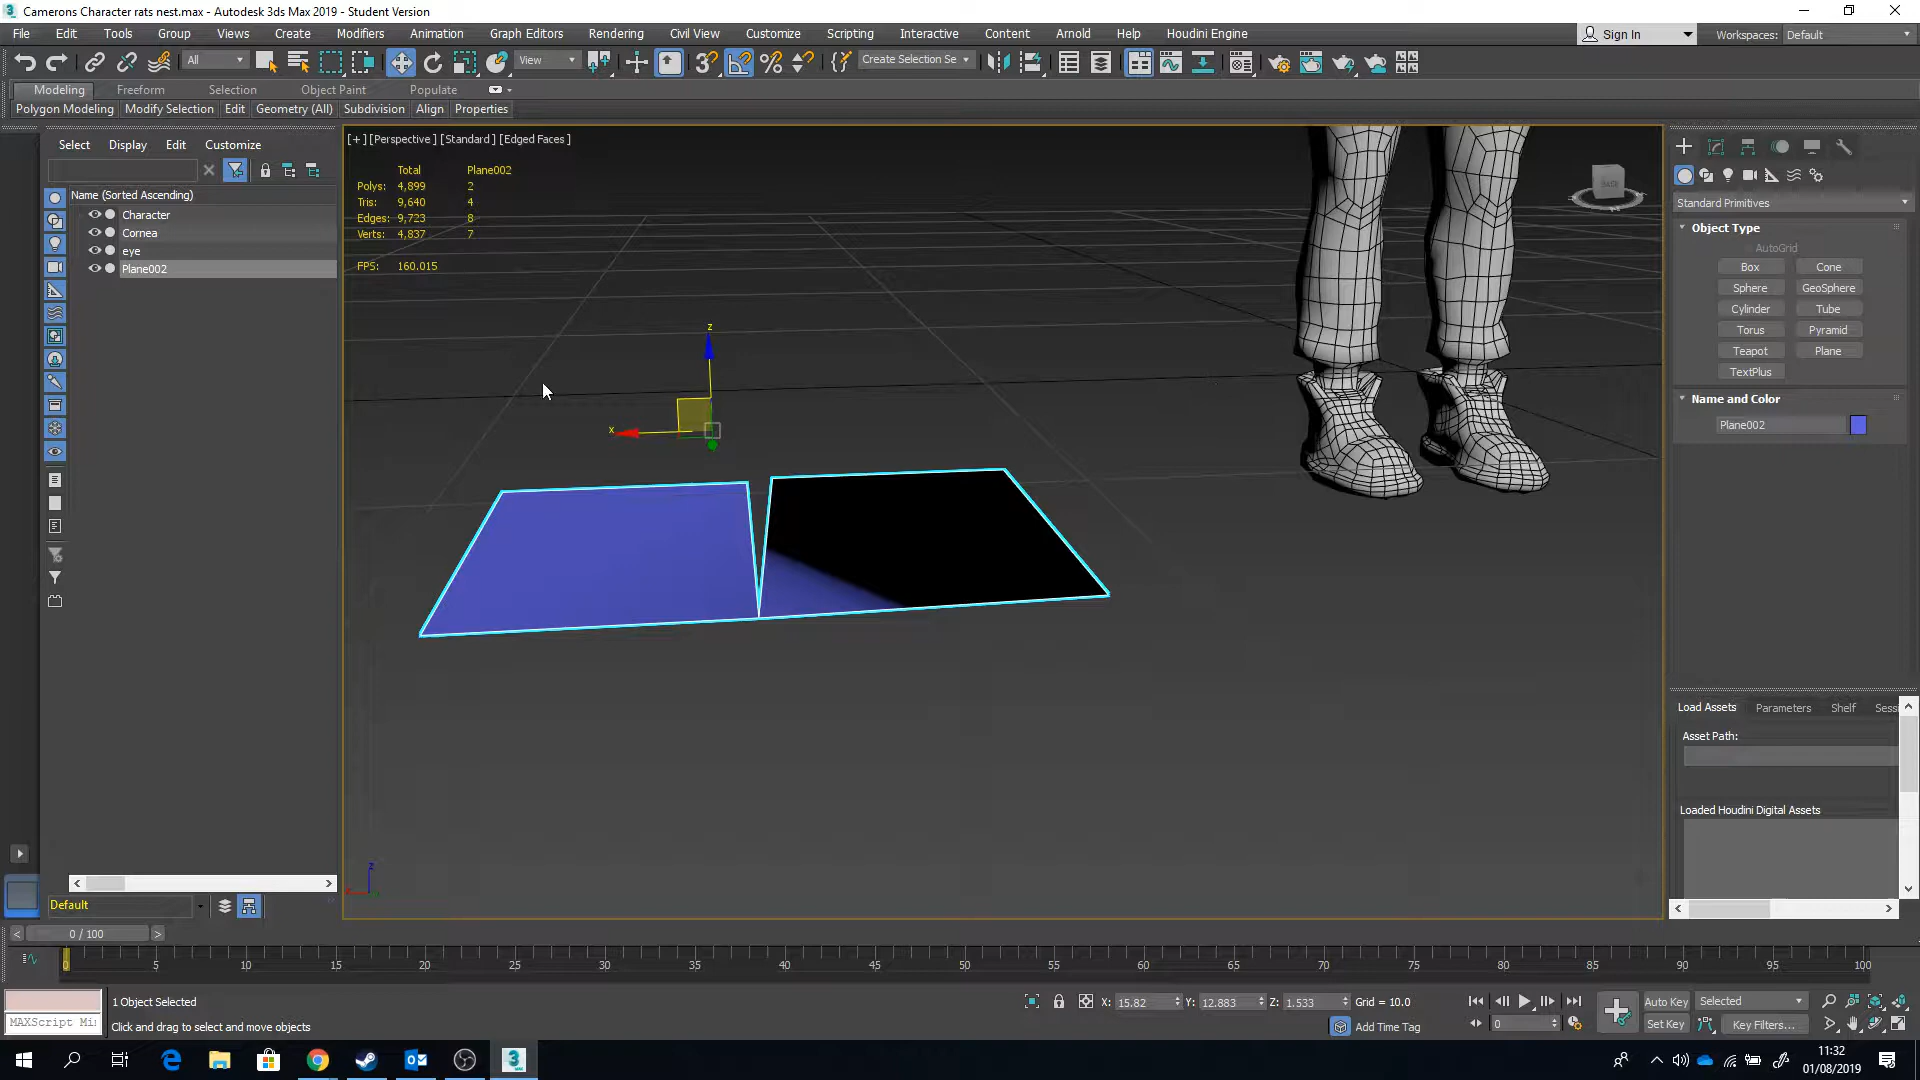 Camerons Character rats nest.max - Autodesk 3ds Max 2019 - Student Version
File Edit Tools Group Views Create Modifiers Animation Graph Editors Rendering Civil View Customize Scripting Interactive Content Arnold Help Houdini Engine
Sign In
Workspaces: Default
All
View
Create Selection Se
Modeling Freeform Selection Object Paint Populate
Polygon Modeling Modify Selection Edit Geometry (All) Subdivision Align Properties
Select Display Edit Customize
Name (Sorted Ascending)
Character
Cornea
eye
Plane002
Default
[+] [Perspective] [Standard] [Edged Faces]
Total Plane002
Polys: 4,899 2
Tris: 9,640 4
Edges: 9,723 8
Verts: 4,837 7
FPS: 160.015
z
x
z
Standard Primitives
Object Type
AutoGrid
Box Cone
Sphere GeoSphere
Cylinder Tube
Torus Pyramid
Teapot Plane
TextPlus
Name and Color
Plane002
Load Assets Parameters Shelf Sessi
Asset Path:
Loaded Houdini Digital Assets
0 / 100
0 5 10 15 20 25 30 35 40 45 50 55 60 65 70 75 80 85 90 95 100
1 Object Selected
X: 15.82 Y: 12.883 Z: 1.533 Grid = 10.0
Auto Key Selected
MAXScript Mi
Click and drag to select and move objects
Add Time Tag
0
Set Key Key Filters...
11:32
01/08/2019